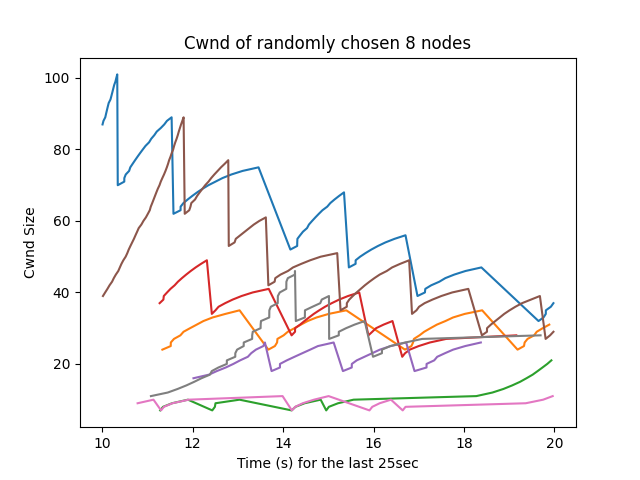 Cwnd of randomly chosen 8 nodes
100
80
60
40
20
Cwnd Size
10 12 14 16 18 20
Time (s) for the last 25sec